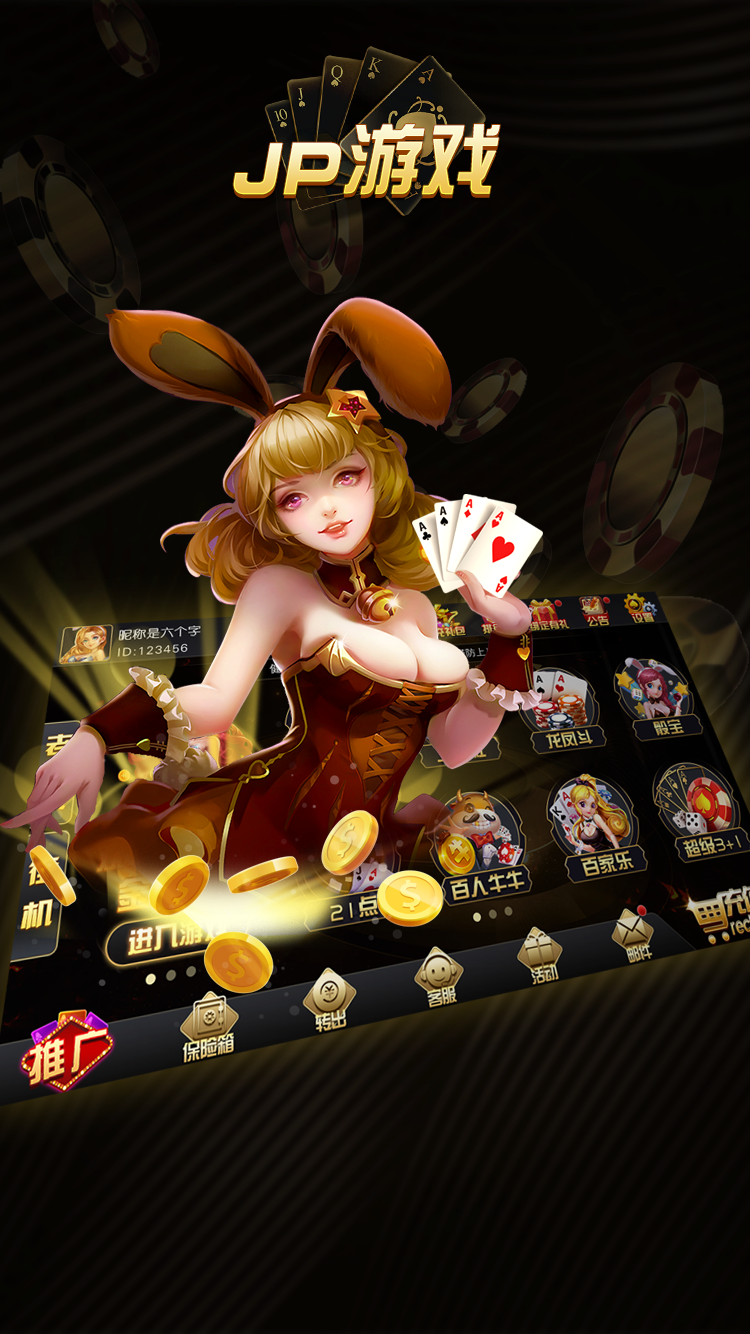 10 J Q K A
JP游戏
昵称是六个字
ID:123456
公告
设置
A A A A
龙凤斗
骰宝
21点
百人牛牛
百家乐
超级3+1
机
进入游戏
推广
保险箱
转出
客服
活动
邮件